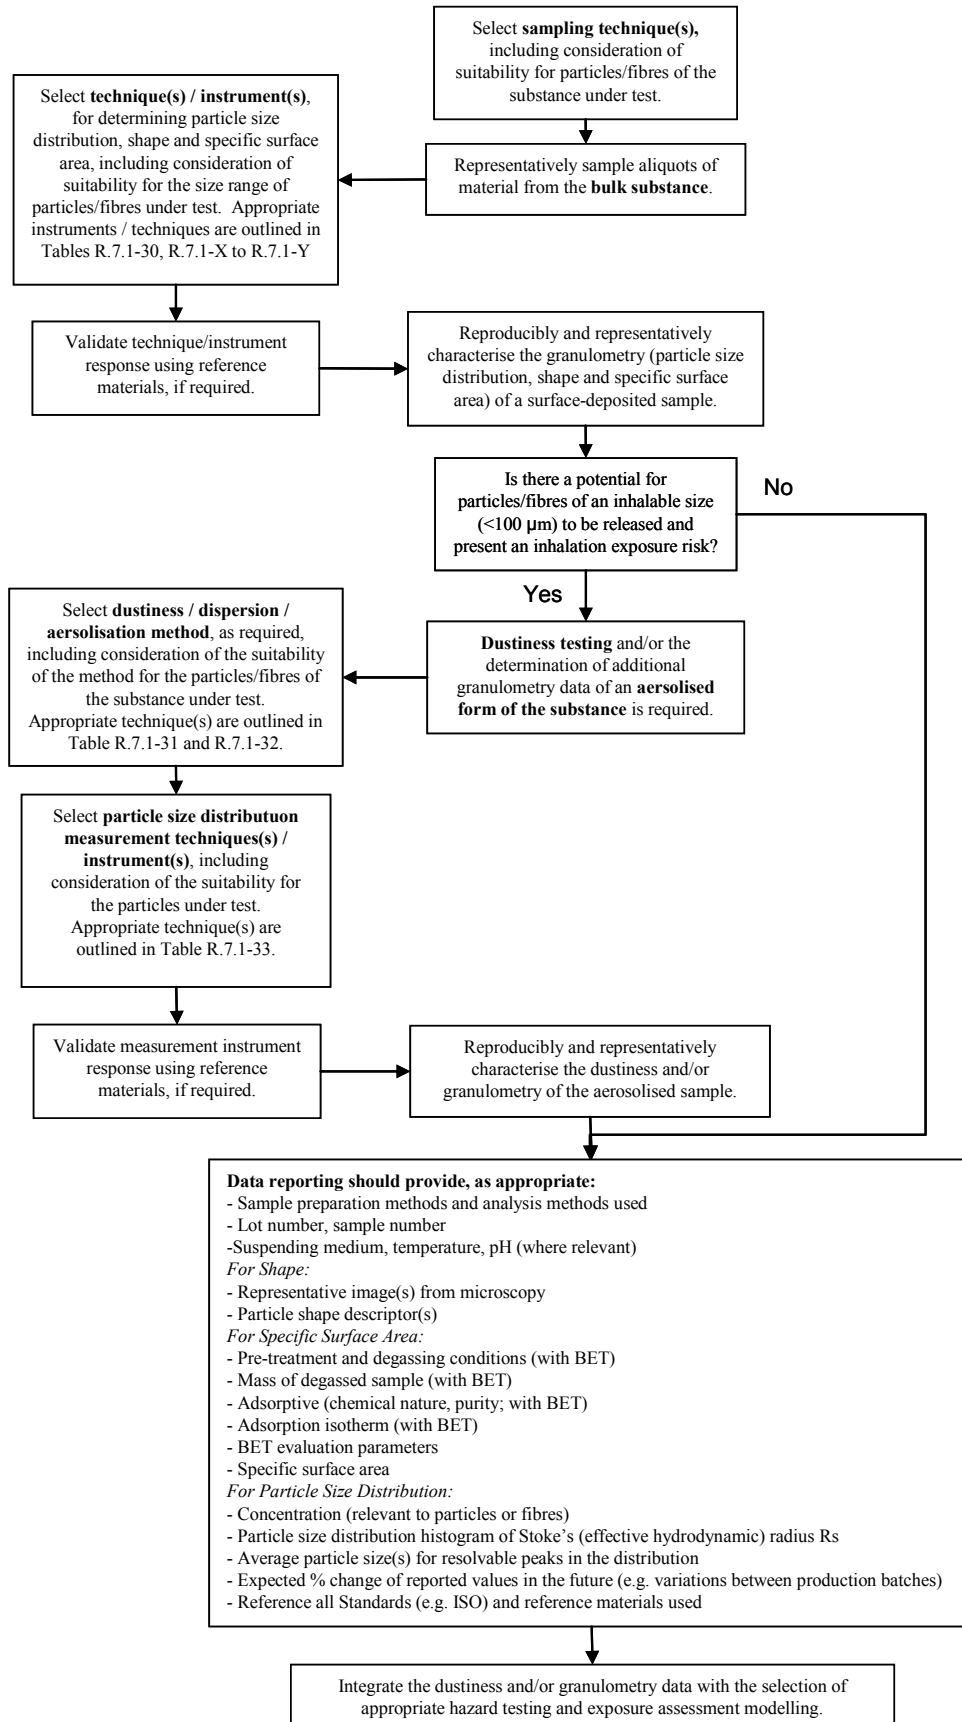 Select sampling technique(s),
including consideration of
suitability for particles/fibres of the
substance under test.
Representatively sample aliquots of
material from the bulk substance.
Select technique(s) / instrument(s),
for determining particle size
distribution, shape and specific surface
area, including consideration of
suitability for the size range of
particles/fibres under test. Appropriate
instruments / techniques are outlined in
Tables R.7.1-30, R.7.1-X to R.7.1-Y
Validate technique/instrument
response using reference
materials, if required.
Reproducibly and representatively
characterise the granulometry (particle size
distribution, shape and specific surface
area) of a surface-deposited sample.
Is there a potential for
particles/fibres of an inhalable size
(<100 µm) to be released and
present an inhalation exposure risk?
No
Yes
Dustiness testing and/or the
determination of additional
granulometry data of an aersolised
form of the substance is required.
Select dustiness / dispersion /
aersolisation method, as required,
including consideration of the suitability
of the method for the particles/fibres of
the substance under test.
Appropriate technique(s) are outlined in
Table R.7.1-31 and R.7.1-32.
Select particle size distributuon
measurement techniques(s) /
instrument(s), including
consideration of the suitability for
the particles under test.
Appropriate technique(s) are
outlined in Table R.7.1-33.
Validate measurement instrument
response using reference
materials, if required.
Reproducibly and representatively
characterise the dustiness and/or
granulometry of the aerosolised sample.
Data reporting should provide, as appropriate:
- Sample preparation methods and analysis methods used
- Lot number, sample number
-Suspending medium, temperature, pH (where relevant)
For Shape:
- Representative image(s) from microscopy
- Particle shape descriptor(s)
For Specific Surface Area:
- Pre-treatment and degassing conditions (with BET)
- Mass of degassed sample (with BET)
- Adsorptive (chemical nature, purity; with BET)
- Adsorption isotherm (with BET)
- BET evaluation parameters
- Specific surface area
For Particle Size Distribution:
- Concentration (relevant to particles or fibres)
- Particle size distribution histogram of Stoke's (effective hydrodynamic) radius Rs
- Average particle size(s) for resolvable peaks in the distribution
- Expected % change of reported values in the future (e.g. variations between production batches)
- Reference all Standards (e.g. ISO) and reference materials used
Integrate the dustiness and/or granulometry data with the selection of
appropriate hazard testing and exposure assessment modelling.